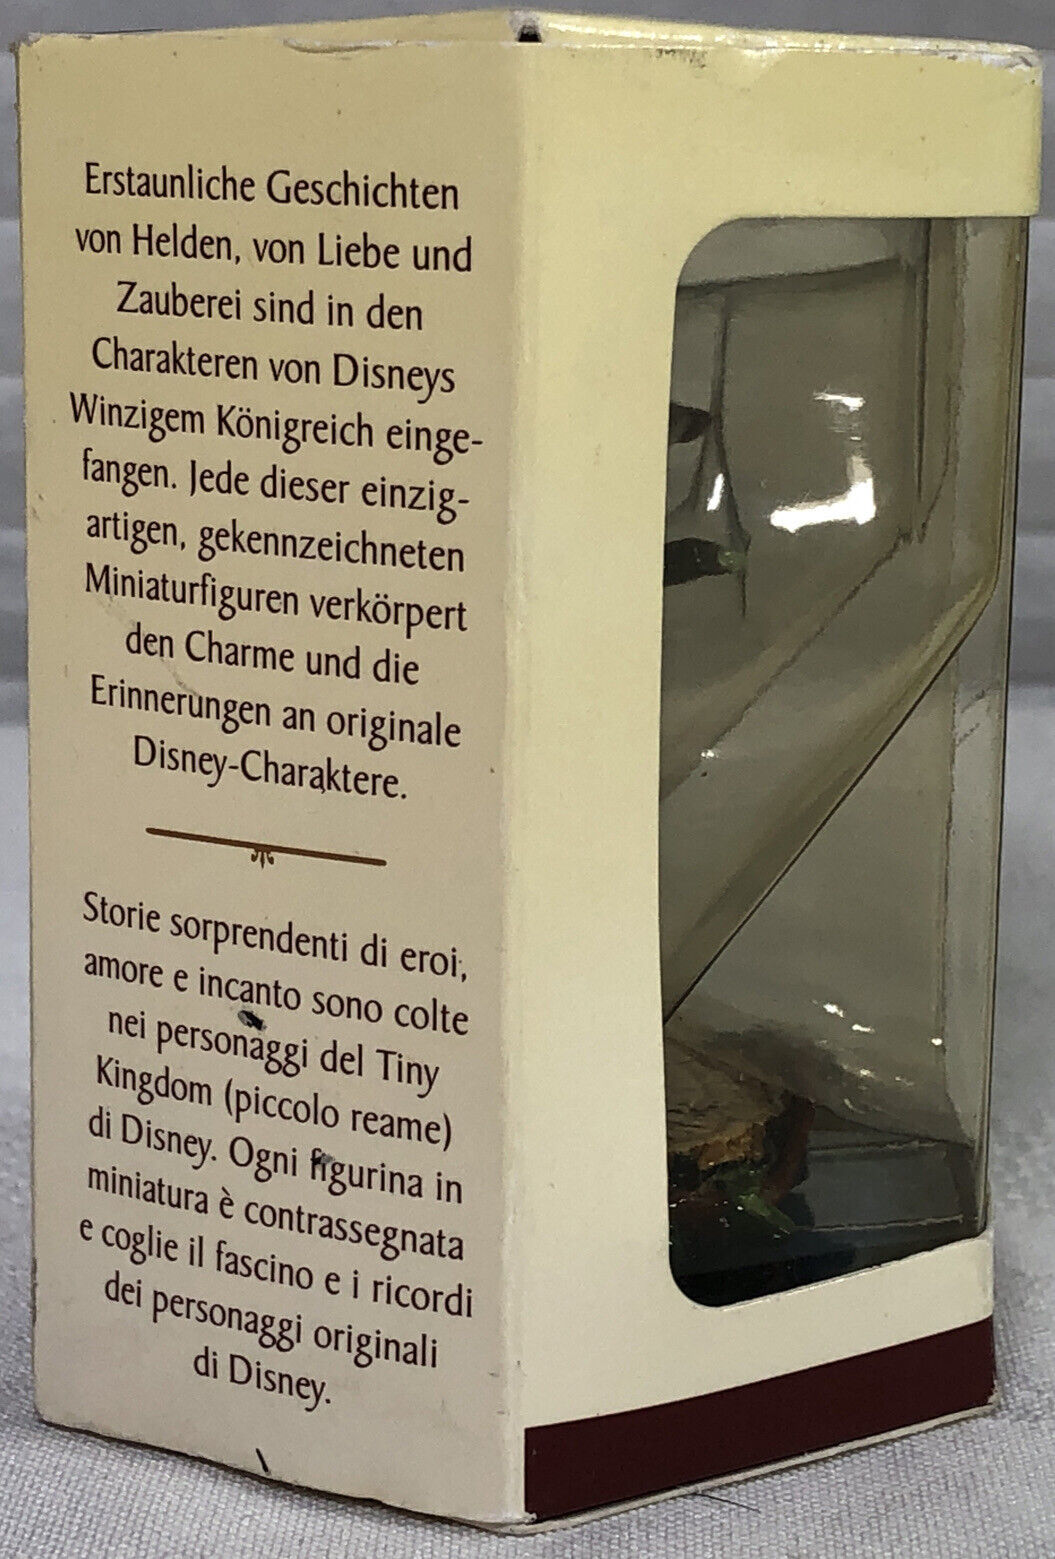 Erstaunliche Geschichten
von Helden, von Liebe und
Zauberei sind in den
Charakteren von Disneys
Winzigem Königreich einge-
fangen. Jede dieser einzig-
artigen, gekennzeichneten
Miniaturfiguren verkörpert
den Charme und die
Erinnerungen an originale
Disney-Charaktere.
Storie sorprendenti di eroi,
amore e incanto sono colte
nei personaggi del Tiny
Kingdom (piccolo reame)
di Disney. Ogni figurina in
miniatura è contrassegnata
e coglie il fascino e i ricordi
dei personaggi originali
di Disney.